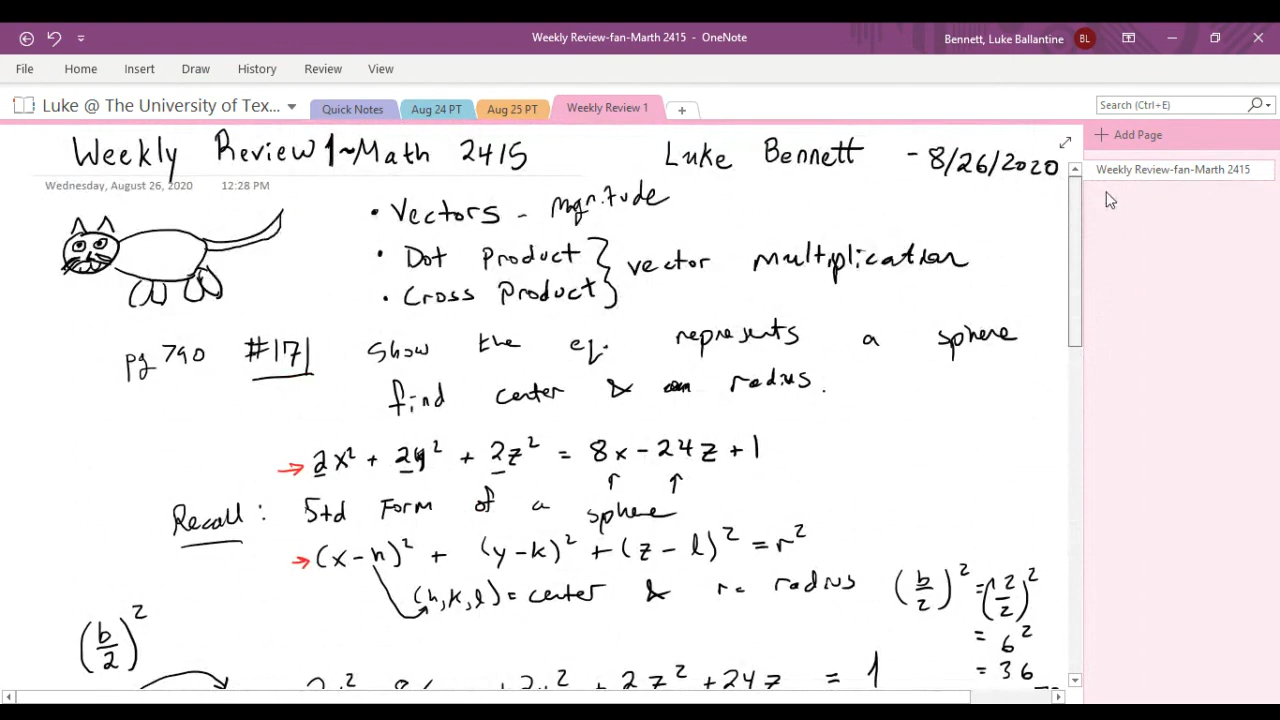 Weekly Review-fan-Marth 2415 - OneNote
Bennett, Luke Ballantine BL
File Home Insert Draw History Review View
Luke @ The University of Tex... Quick Notes Aug 24 PT Aug 25 PT Weekly Review 1 + Search (Ctrl+E)
Add Page
Weekly Review-fan-Marth 2415
Weekly Review 1~Math 2415 Luke Bennett - 8/26/2020
Wednesday, August 26, 2020 12:28 PM
• Vectors - magnitude
• Dot Product } vector multiplication
• Cross Product }
pg 790 #17 | Show the eq. represents a sphere
find center & radius.
→ 2x² + 2y² + 2z² = 8x - 24z + 1
Recall : Std Form of a sphere
→ (x - h)² + (y - k)² + (z - l)² = r²
(h, k, l) = center & r = radius (b/2)² = (12/2)²
= 6²
= 36
(b/2)²
+ 2z² + 24z = 1